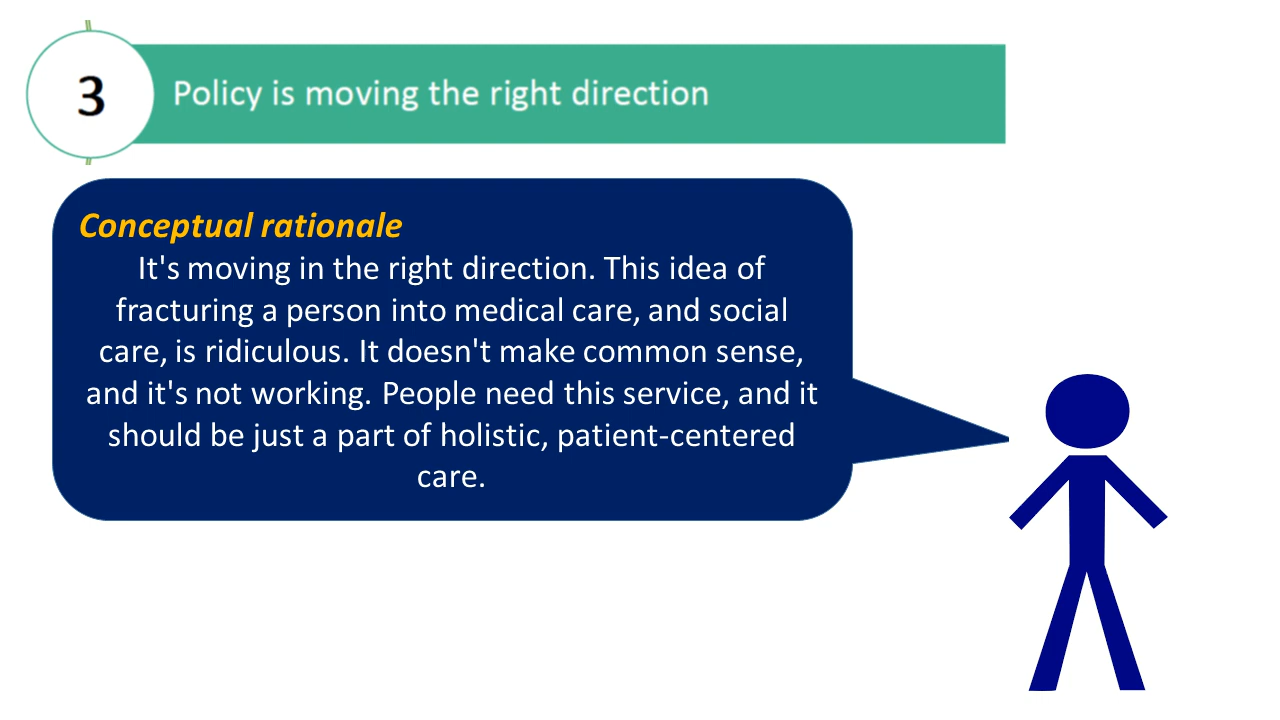 3
Policy is moving the right direction
Conceptual rationale
It's moving in the right direction. This idea of
fracturing a person into medical care, and social
care, is ridiculous. It doesn't make common sense,
and it's not working. People need this service, and it
should be just a part of holistic, patient-centered
care.